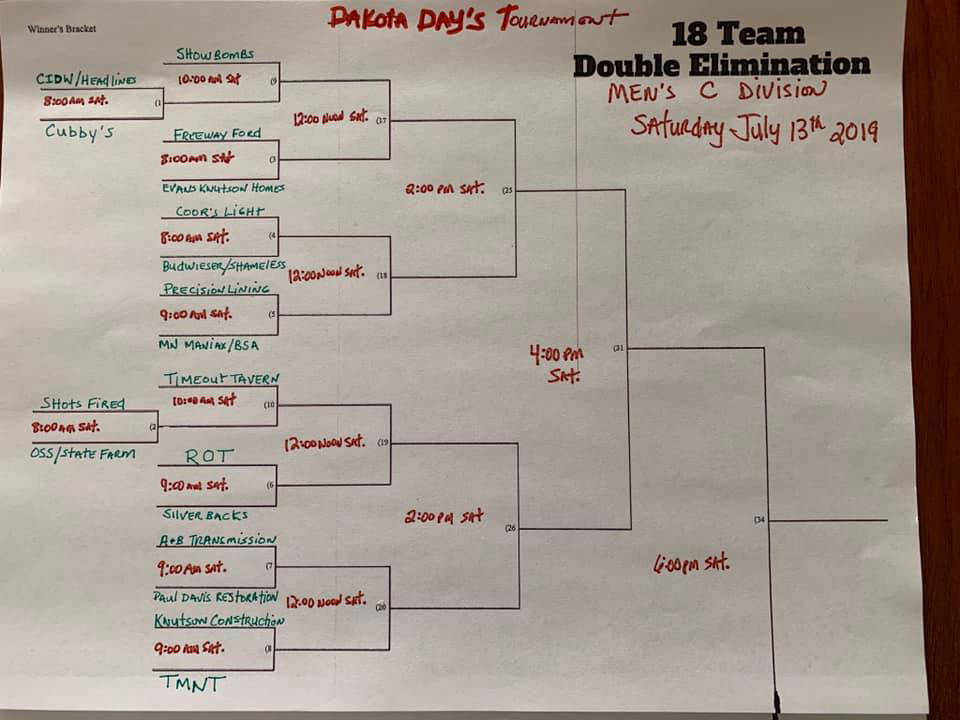 DAKOTA DAY'S TOURNAMENT
Winner's Bracket
18 Team
Double Elimination
MEN'S C DIVISION
SATURDAY JULY 13th 2019
SHOWBOMBS
10:00 AM SAT
(9
CIDW/HEADLINES
8:00 AM SAT.
(1
Cubby's
12:00 NOON SAT.
(17
FREEWAY FORD
8:00 AM SAT
(3
EVANS KNUTSON HOMES
2:00 PM SAT.
(25
COOR'S LIGHT
8:00 AM SAT.
(4
BUDWIESER/SHAMELESS
12:00 NOON SAT.
(18
PRECISION LINING
9:00 AM SAT.
(5
MN MANIAX/BSA
4:00 PM
SAT.
(31
TIMEOUT TAVERN
10:00 AM SAT
(10
SHOTS FIRED
8:00 AM SAT.
(2
OSS/STATE FARM
12:00 NOON SAT.
(19
ROT
9:00 AM SAT.
(6
SILVERBACKS
2:00 PM SAT
(26
A+B TRANSMISSION
9:00 AM SAT.
(7
PAUL DAVIS RESTORATION
12:00 NOON SAT.
(20
KNUTSON CONSTRUCTION
9:00 AM SAT.
(8
TMNT
(34
6:00 PM SAT.